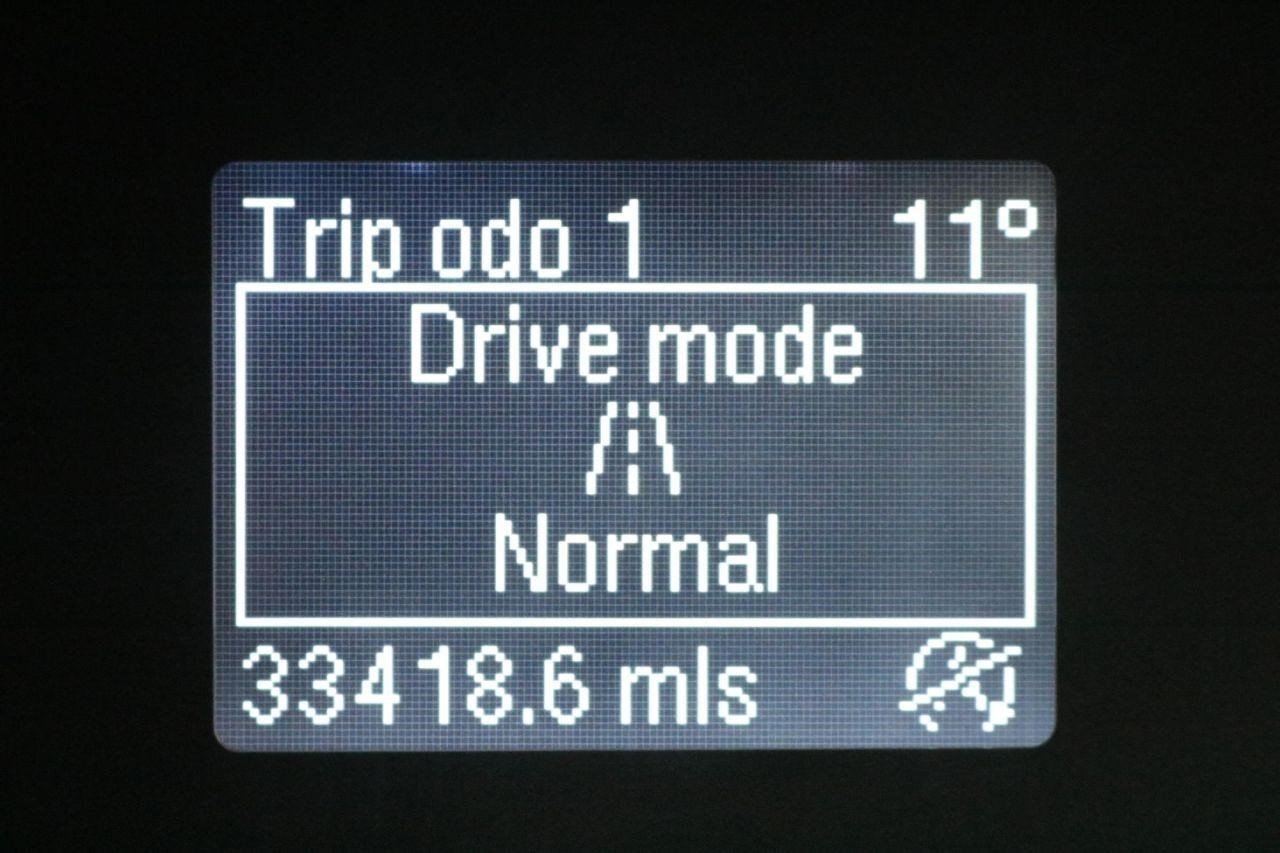 Trip odo 1 11°
Drive mode
Normal
33418.6 mls